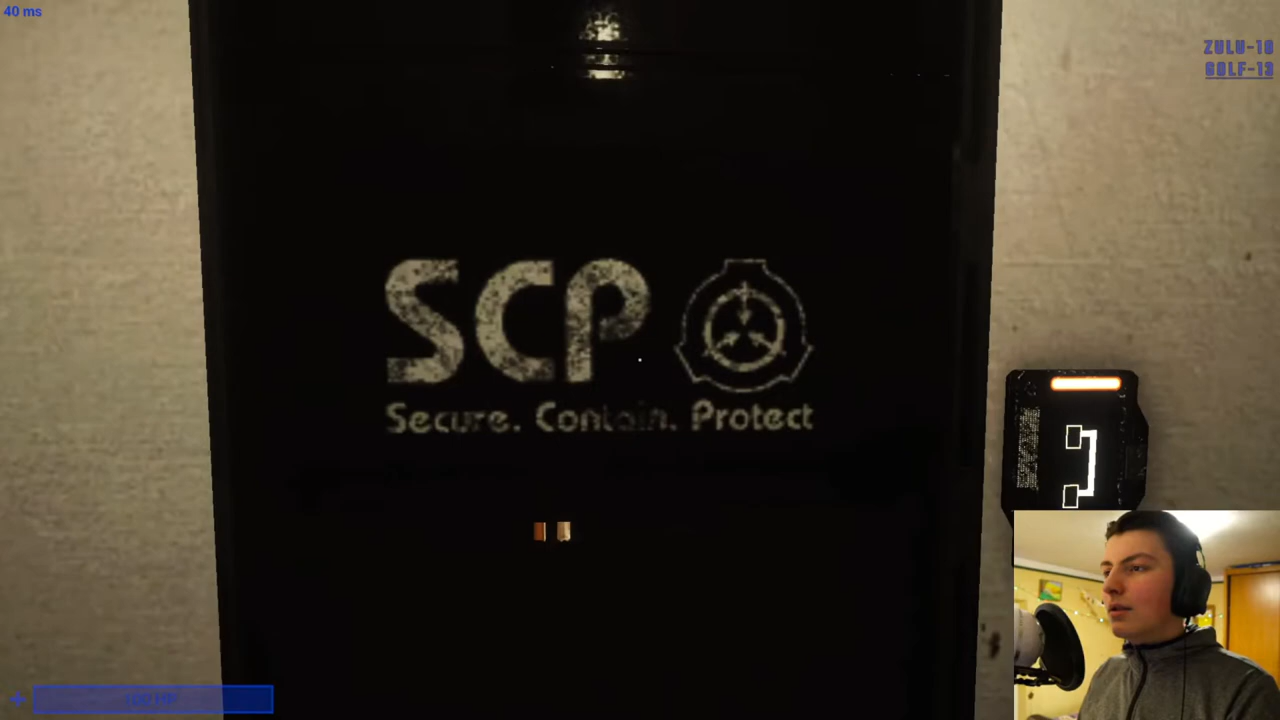 40 ms
ZULU-10
GOLF-13
SCP
Secure. Contain. Protect